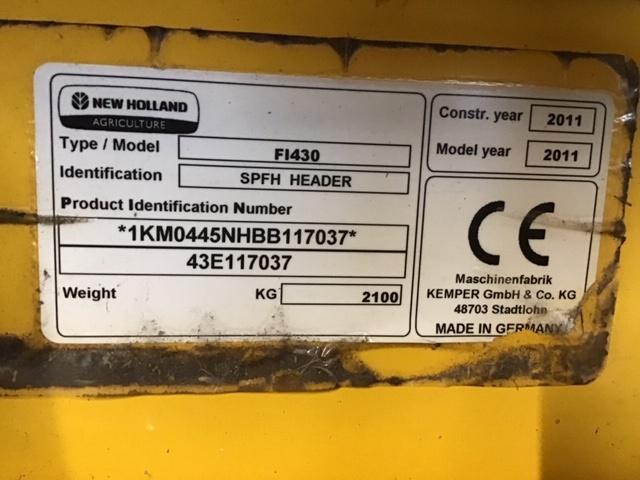 NEW HOLLAND
AGRICULTURE
Type / Model FI430
Identification SPFH HEADER
Product Identification Number
*1KM0445NHBB117037*
43E117037
Weight KG 2100
Constr. year 2011
Model year 2011
CE
Maschinenfabrik
KEMPER GmbH & Co. KG
48703 Stadtlohn
MADE IN GERMANY